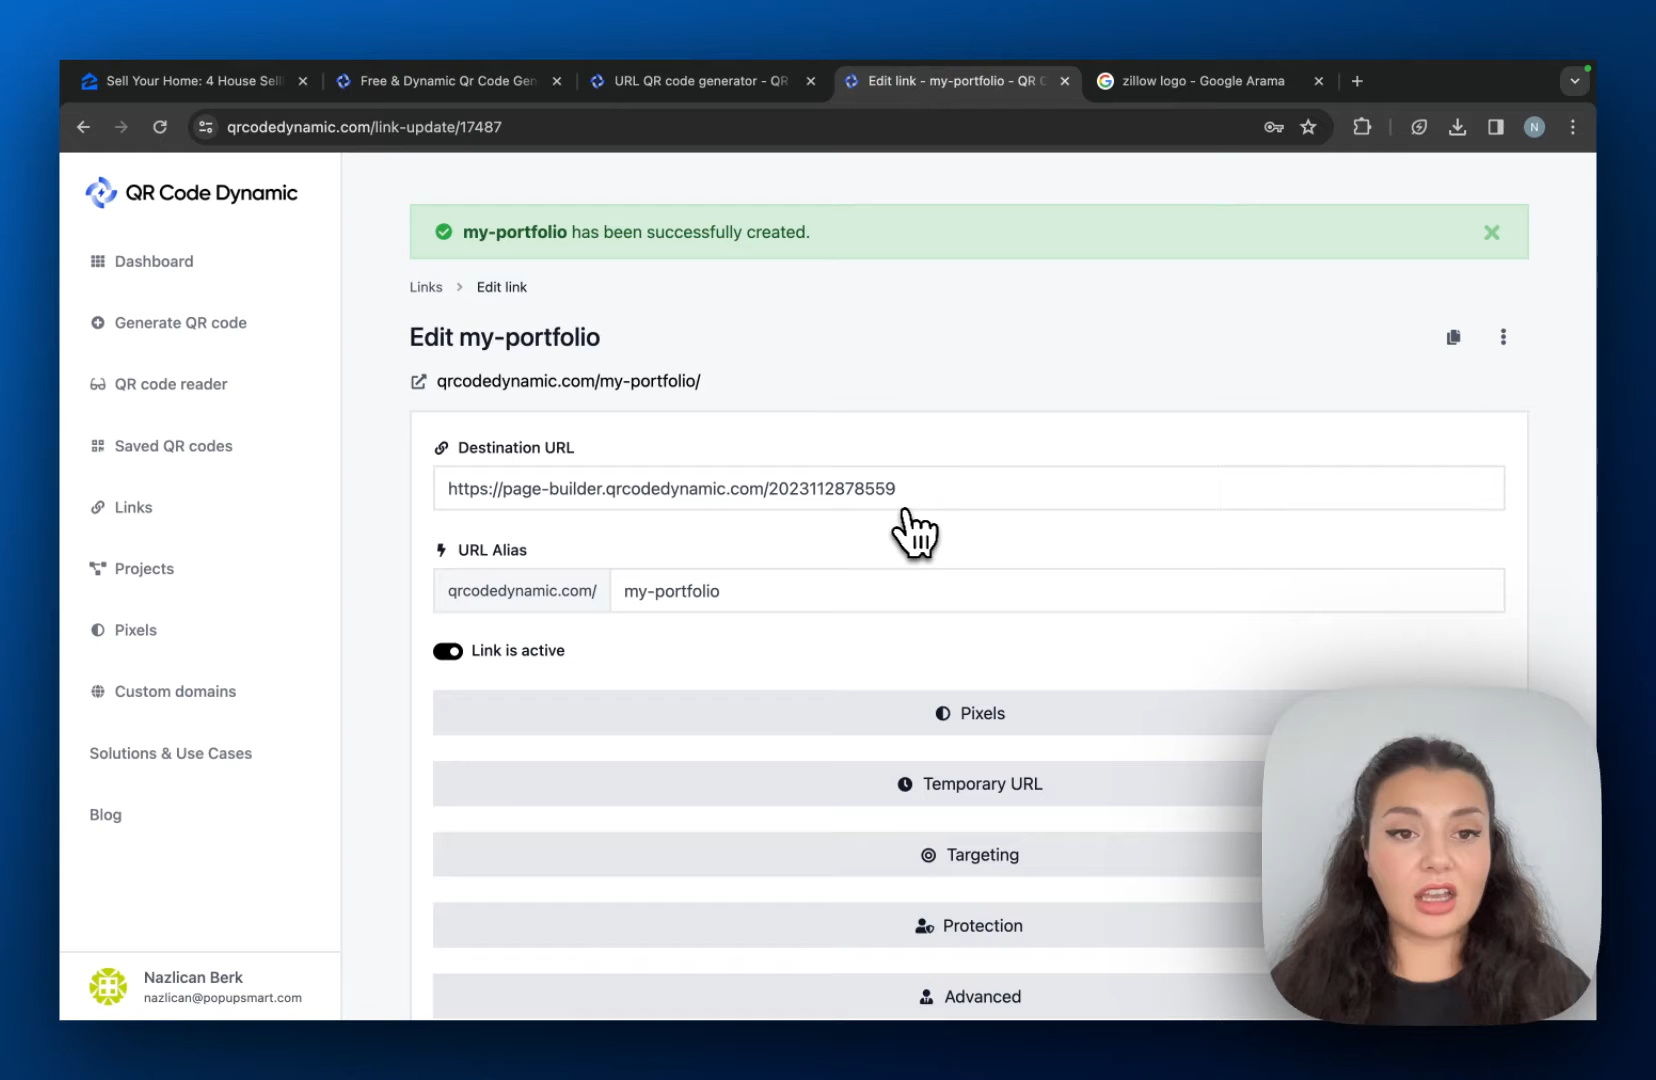 Sell Your Home: 4 House Selli
Free & Dynamic Qr Code Gen
URL QR code generator - QR
Edit link - my-portfolio - QR C
zillow logo - Google Arama
qrcodedynamic.com/link-update/17487
N
QR Code Dynamic
Dashboard
Generate QR code
QR code reader
Saved QR codes
Links
Projects
Pixels
Custom domains
Solutions & Use Cases
Blog
Nazlican Berk
nazlican@popupsmart.com
my-portfolio has been successfully created.
Links > Edit link
Edit my-portfolio
qrcodedynamic.com/my-portfolio/
Destination URL
https://page-builder.qrcodedynamic.com/2023112878559
URL Alias
qrcodedynamic.com/ my-portfolio
Link is active
Pixels
Temporary URL
Targeting
Protection
Advanced